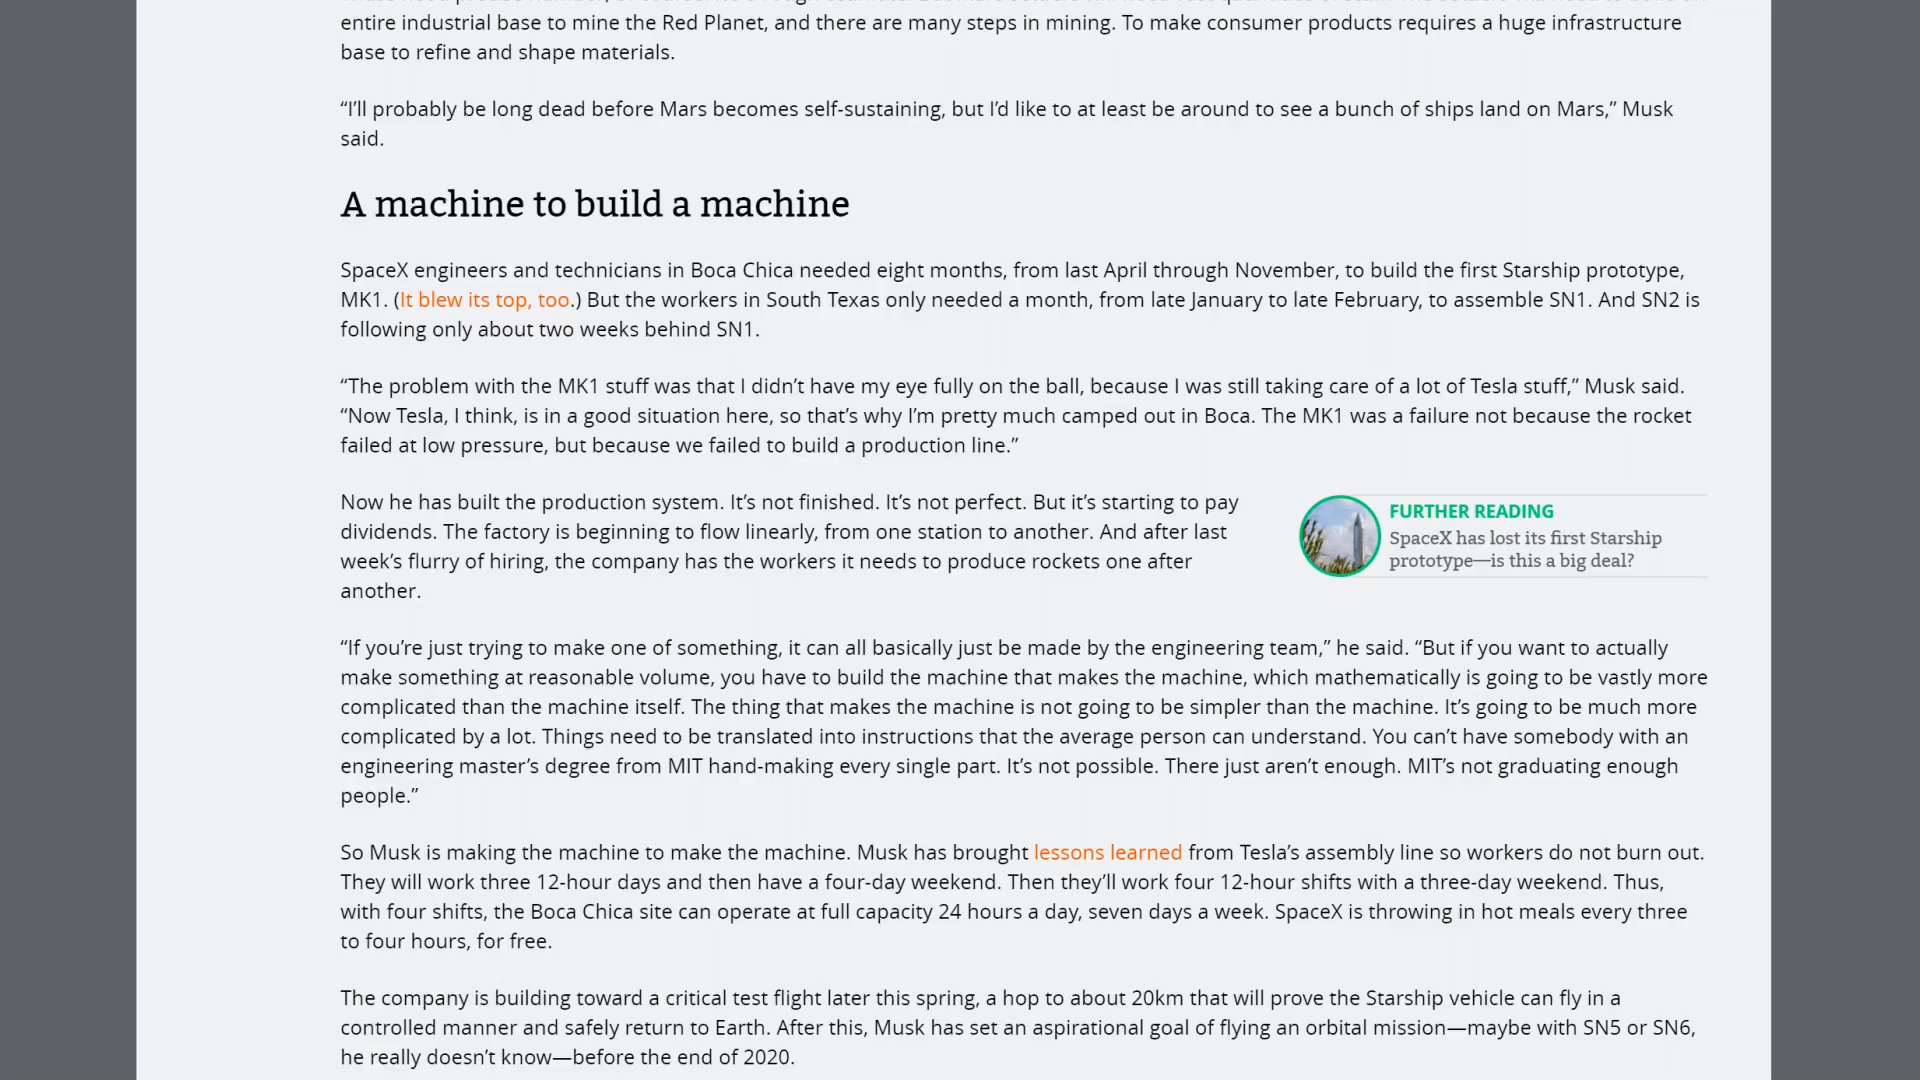 entire industrial base to mine the Red Planet, and there are many steps in mining. To make consumer products requires a huge infrastructure
base to refine and shape materials.
“I’ll probably be long dead before Mars becomes self-sustaining, but I’d like to at least be around to see a bunch of ships land on Mars,” Musk
said.
A machine to build a machine
SpaceX engineers and technicians in Boca Chica needed eight months, from last April through November, to build the first Starship prototype,
MK1. (It blew its top, too.) But the workers in South Texas only needed a month, from late January to late February, to assemble SN1. And SN2 is
following only about two weeks behind SN1.
“The problem with the MK1 stuff was that I didn’t have my eye fully on the ball, because I was still taking care of a lot of Tesla stuff,” Musk said.
“Now Tesla, I think, is in a good situation here, so that’s why I’m pretty much camped out in Boca. The MK1 was a failure not because the rocket
failed at low pressure, but because we failed to build a production line.”
Now he has built the production system. It’s not finished. It’s not perfect. But it’s starting to pay
dividends. The factory is beginning to flow linearly, from one station to another. And after last
week’s flurry of hiring, the company has the workers it needs to produce rockets one after
another.
FURTHER READING
SpaceX has lost its first Starship
prototype—is this a big deal?
“If you’re just trying to make one of something, it can all basically just be made by the engineering team,” he said. “But if you want to actually
make something at reasonable volume, you have to build the machine that makes the machine, which mathematically is going to be vastly more
complicated than the machine itself. The thing that makes the machine is not going to be simpler than the machine. It’s going to be much more
complicated by a lot. Things need to be translated into instructions that the average person can understand. You can’t have somebody with an
engineering master’s degree from MIT hand-making every single part. It’s not possible. There just aren’t enough. MIT’s not graduating enough
people.”
So Musk is making the machine to make the machine. Musk has brought lessons learned from Tesla’s assembly line so workers do not burn out.
They will work three 12-hour days and then have a four-day weekend. Then they’ll work four 12-hour shifts with a three-day weekend. Thus,
with four shifts, the Boca Chica site can operate at full capacity 24 hours a day, seven days a week. SpaceX is throwing in hot meals every three
to four hours, for free.
The company is building toward a critical test flight later this spring, a hop to about 20km that will prove the Starship vehicle can fly in a
controlled manner and safely return to Earth. After this, Musk has set an aspirational goal of flying an orbital mission—maybe with SN5 or SN6,
he really doesn’t know—before the end of 2020.